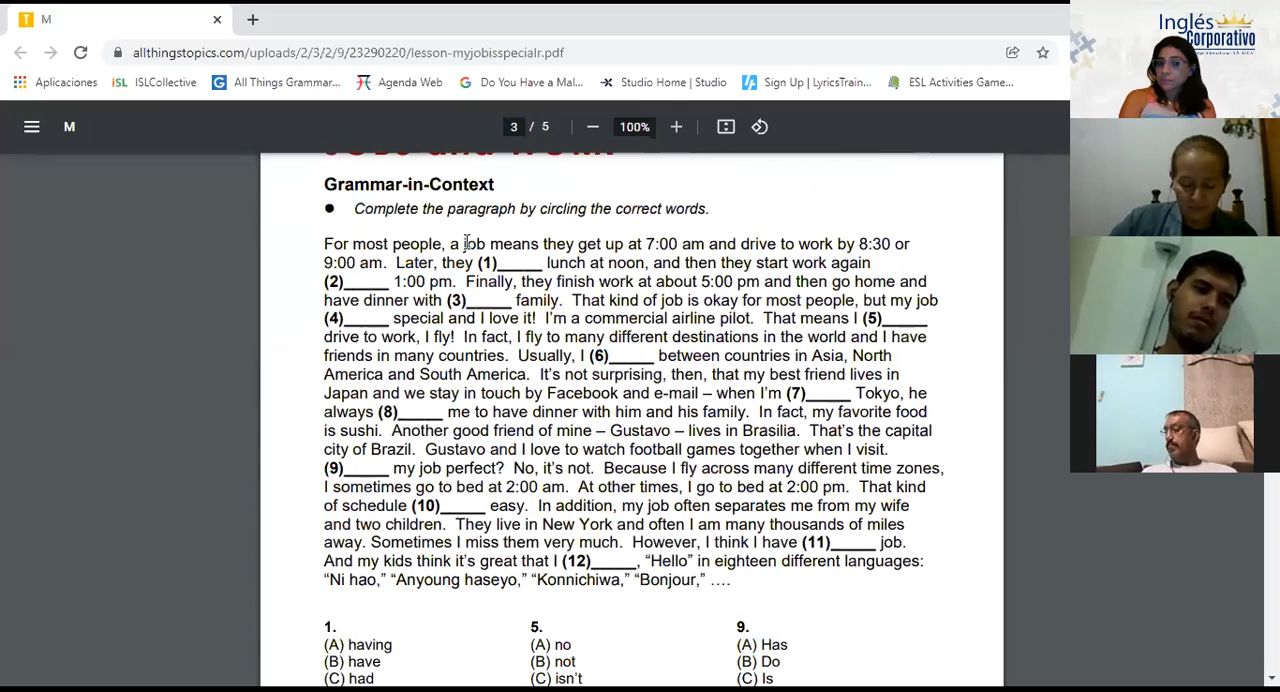 M
allthingstopics.com/uploads/2/3/2/9/23290220/lesson-myjobisspecialr.pdf
Aplicaciones ISL ISLCollective G All Things Grammar... Agenda Web G Do You Have a Mal... Studio Home | Studio Sign Up | LyricsTrain... ESL Activities Game...
Inglés
Corporativo
M 3 / 5 100%
Grammar-in-Context
● Complete the paragraph by circling the correct words.
For most people, a job means they get up at 7:00 am and drive to work by 8:30 or
9:00 am. Later, they (1)_____ lunch at noon, and then they start work again
(2)_____ 1:00 pm. Finally, they finish work at about 5:00 pm and then go home and
have dinner with (3)_____ family. That kind of job is okay for most people, but my job
(4)_____ special and I love it! I'm a commercial airline pilot. That means I (5)_____
drive to work, I fly! In fact, I fly to many different destinations in the world and I have
friends in many countries. Usually, I (6)_____ between countries in Asia, North
America and South America. It's not surprising, then, that my best friend lives in
Japan and we stay in touch by Facebook and e-mail – when I'm (7)_____ Tokyo, he
always (8)_____ me to have dinner with him and his family. In fact, my favorite food
is sushi. Another good friend of mine – Gustavo – lives in Brasilia. That's the capital
city of Brazil. Gustavo and I love to watch football games together when I visit.
(9)_____ my job perfect? No, it's not. Because I fly across many different time zones,
I sometimes go to bed at 2:00 am. At other times, I go to bed at 2:00 pm. That kind
of schedule (10)_____ easy. In addition, my job often separates me from my wife
and two children. They live in New York and often I am many thousands of miles
away. Sometimes I miss them very much. However, I think I have (11)_____ job.
And my kids think it's great that I (12)_____, “Hello” in eighteen different languages:
“Ni hao,” “Anyoung haseyo,” “Konnichiwa,” “Bonjour,” ….
1. 5. 9.
(A) having (A) no (A) Has
(B) have (B) not (B) Do
(C) had (C) isn't (C) Is